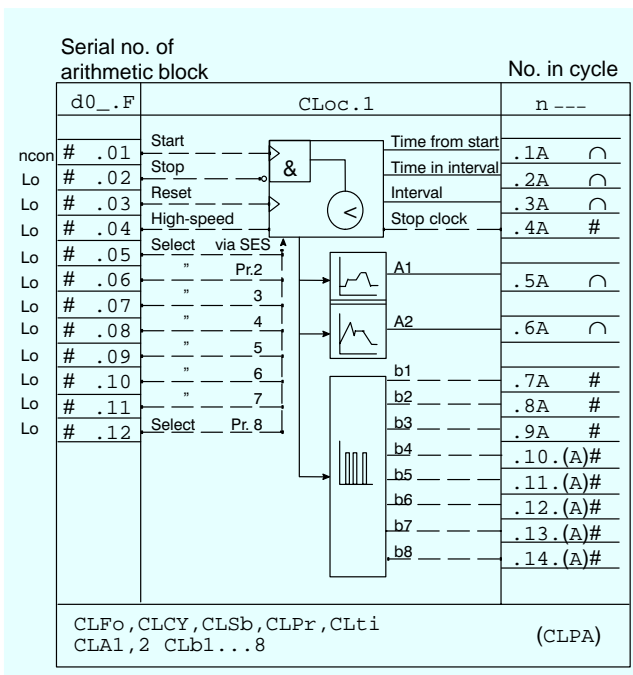 Serial no. of
arithmetic block
No. in cycle
d0_.F CLoc.1 n ---
ncon # .01 Start Time from start .1A ∩
Lo # .02 Stop & Time in interval .2A ∩
Lo # .03 Reset < Interval .3A ∩
Lo # .04 High-speed Stop clock .4A #
Lo # .05 Select via SES
Lo # .06 " Pr.2 A1 .5A ∩
Lo # .07 " 3
Lo # .08 " 4 A2 .6A ∩
Lo # .09 " 5
Lo # .10 " 6 b1 .7A #
Lo # .11 " 7 b2 .8A #
Lo # .12 Select Pr. 8 b3 .9A #
b4 .10.(A)#
b5 .11.(A)#
b6 .12.(A)#
b7 .13.(A)#
b8 .14.(A)#
CLFo,CLCY,CLSb,CLPr,CLti
CLA1,2 CLb1...8
(CLPA)